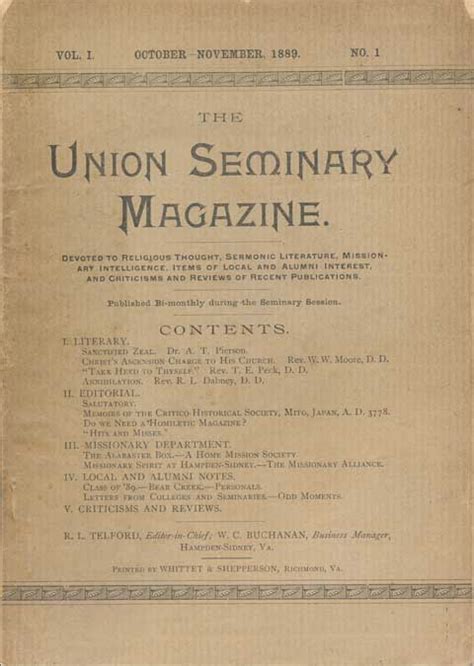 VOL. I. OCTOBER–NOVEMBER, 1889. NO. 1
THE
UNION SEMINARY
MAGAZINE.
DEVOTED TO RELIGIOUS THOUGHT, SERMONIC LITERATURE, MISSION-
ARY INTELLIGENCE, ITEMS OF LOCAL AND ALUMNI INTEREST,
AND CRITICISMS AND REVIEWS OF RECENT PUBLICATIONS.
Published Bi-monthly during the Seminary Session.
CONTENTS.
I. LITERARY.
SANCTIFIED ZEAL. Dr. A. T. Pierson.
CHRIST'S ASCENSION CHARGE TO HIS CHURCH. Rev. W. W. Moore, D. D.
"TAKE HEED TO THYSELF." Rev. T. E. Peck, D. D.
ANNIHILATION. Rev. R. L. Dabney, D. D.
II. EDITORIAL.
SALUTATORY.
MEMOIRS OF THE CRITICO-HISTORICAL SOCIETY, MITO, JAPAN, A. D. 3778.
DO WE NEED A "HOMILETIC MAGAZINE?
"HITS AND MISSES."
III. MISSIONARY DEPARTMENT.
THE ALABASTER BOX.—A HOME MISSION SOCIETY
MISSIONARY SPIRIT AT HAMPDEN-SIDNEY.—THE MISSIONARY ALLIANCE.
IV. LOCAL AND ALUMNI NOTES.
CLASS OF '89.—BEAR CREEK.—PERSONALS.
LETTERS FROM COLLEGES AND SEMINARIES.—ODD MOMENTS.
V. CRITICISMS AND REVIEWS.
R. L. TELFORD, Editor-in-Chief; W. C. BUCHANAN, Business Manager,
HAMPDEN-SIDNEY, VA.
PRINTED BY WHITTET & SHEPPERSON, RICHMOND, VA.